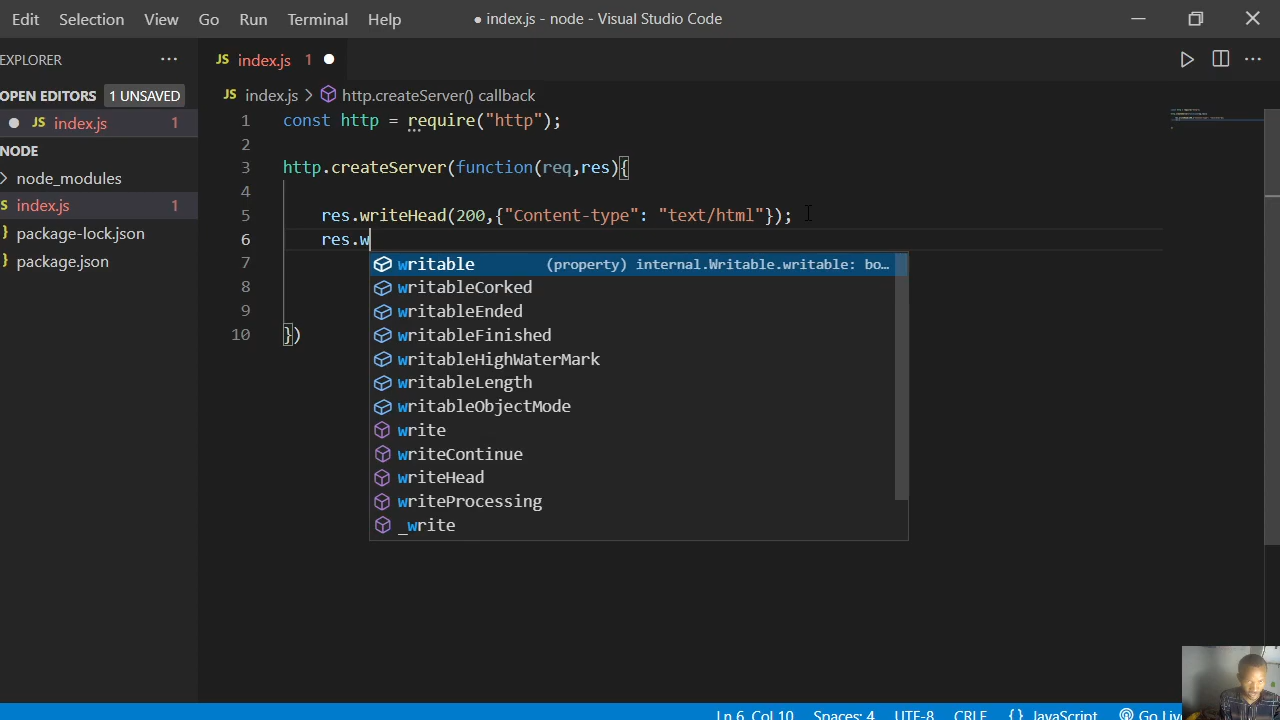 Edit Selection View Go Run Terminal Help
● index.js - node - Visual Studio Code
EXPLORER
index.js 1
JS index.js 1
OPEN EDITORS 1 UNSAVED
JS index.js > http.createServer() callback
JS index.js 1
NODE
node_modules
index.js 1
package-lock.json
package.json
1 const http = require("http");
2
3 http.createServer(function(req,res){
4
5 res.writeHead(200,{"Content-type": "text/html"});
6 res.w
7
8
9
10 })
writable (property) internal.Writable.writable: bo…
writableCorked
writableEnded
writableFinished
writableHighWaterMark
writableLength
writableObjectMode
write
writeContinue
writeHead
writeProcessing
_write
Ln 6, Col 10 Spaces: 4 UTF-8 CRLF {} JavaScript Go Liv